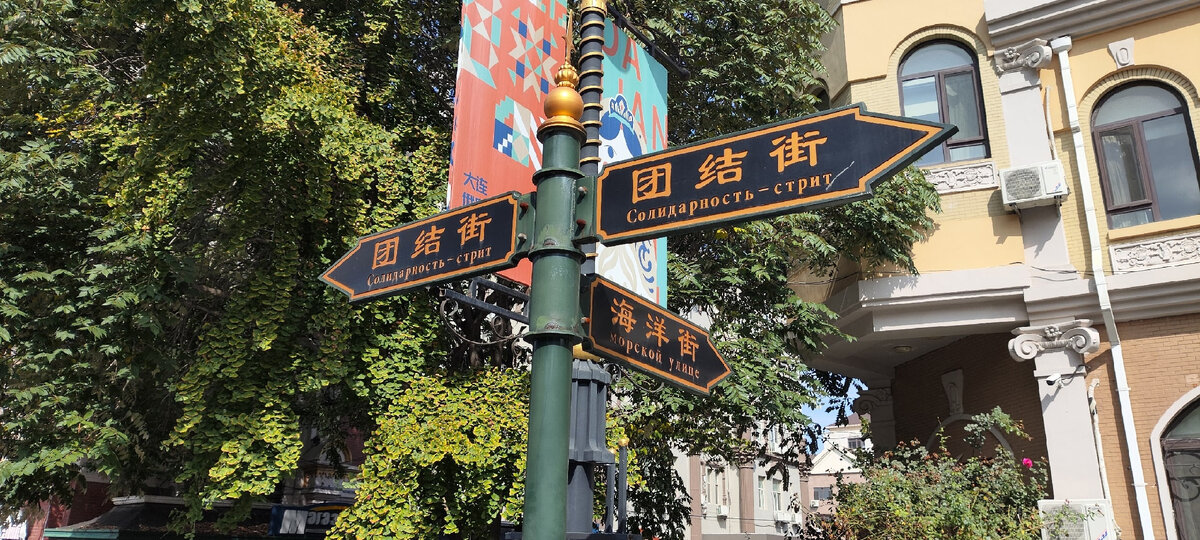 大连
团结街
Солидарность-стрит
团结街
Солидарность-стрит
海洋街
морской улице